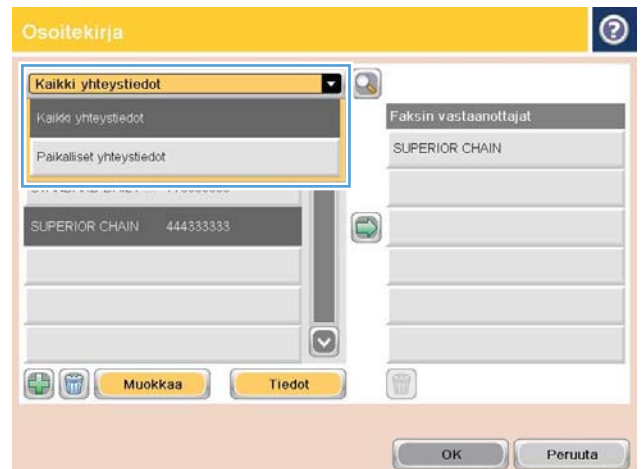 Osoitekirja
Kaikki yhteystiedot
Kaikki yhteystiedot
Paikalliset yhteystiedot
SUPERIOR CHAIN 444333333
Faksin vastaanottajat
SUPERIOR CHAIN
Muokkaa
Tiedot
OK
Peruuta